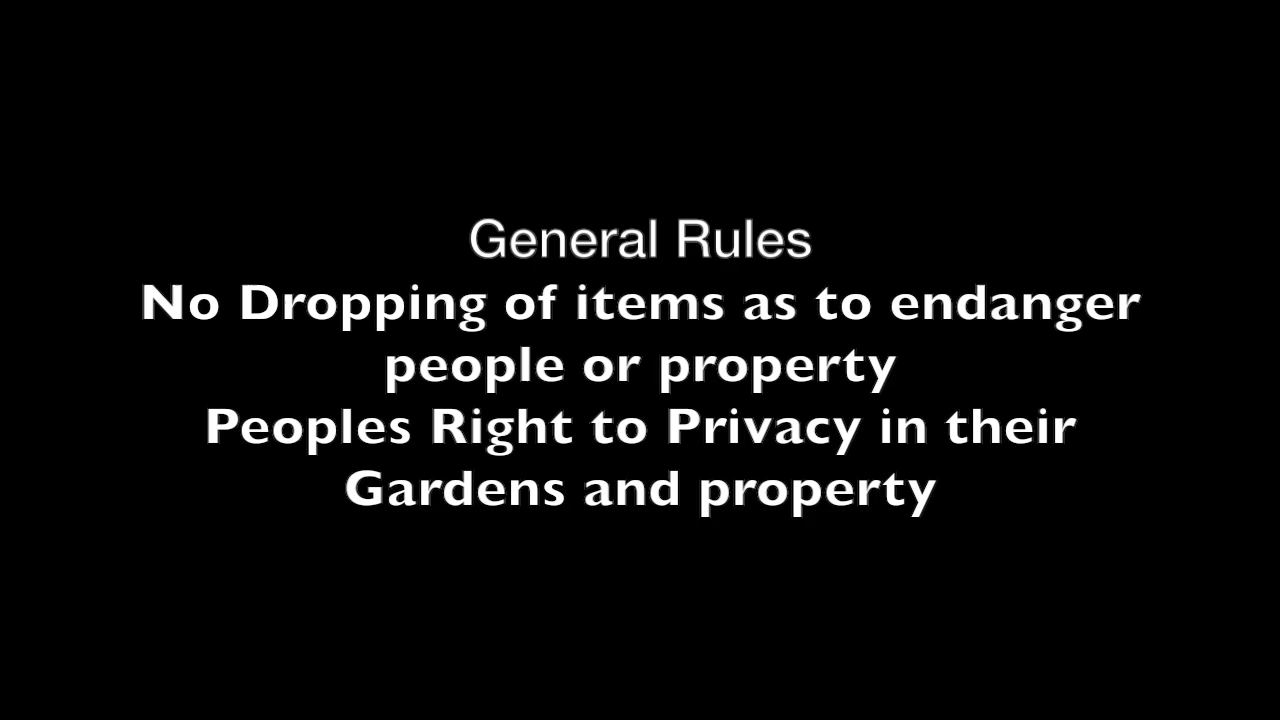 General Rules
No Dropping of items as to endanger
people or property
Peoples Right to Privacy in their
Gardens and property